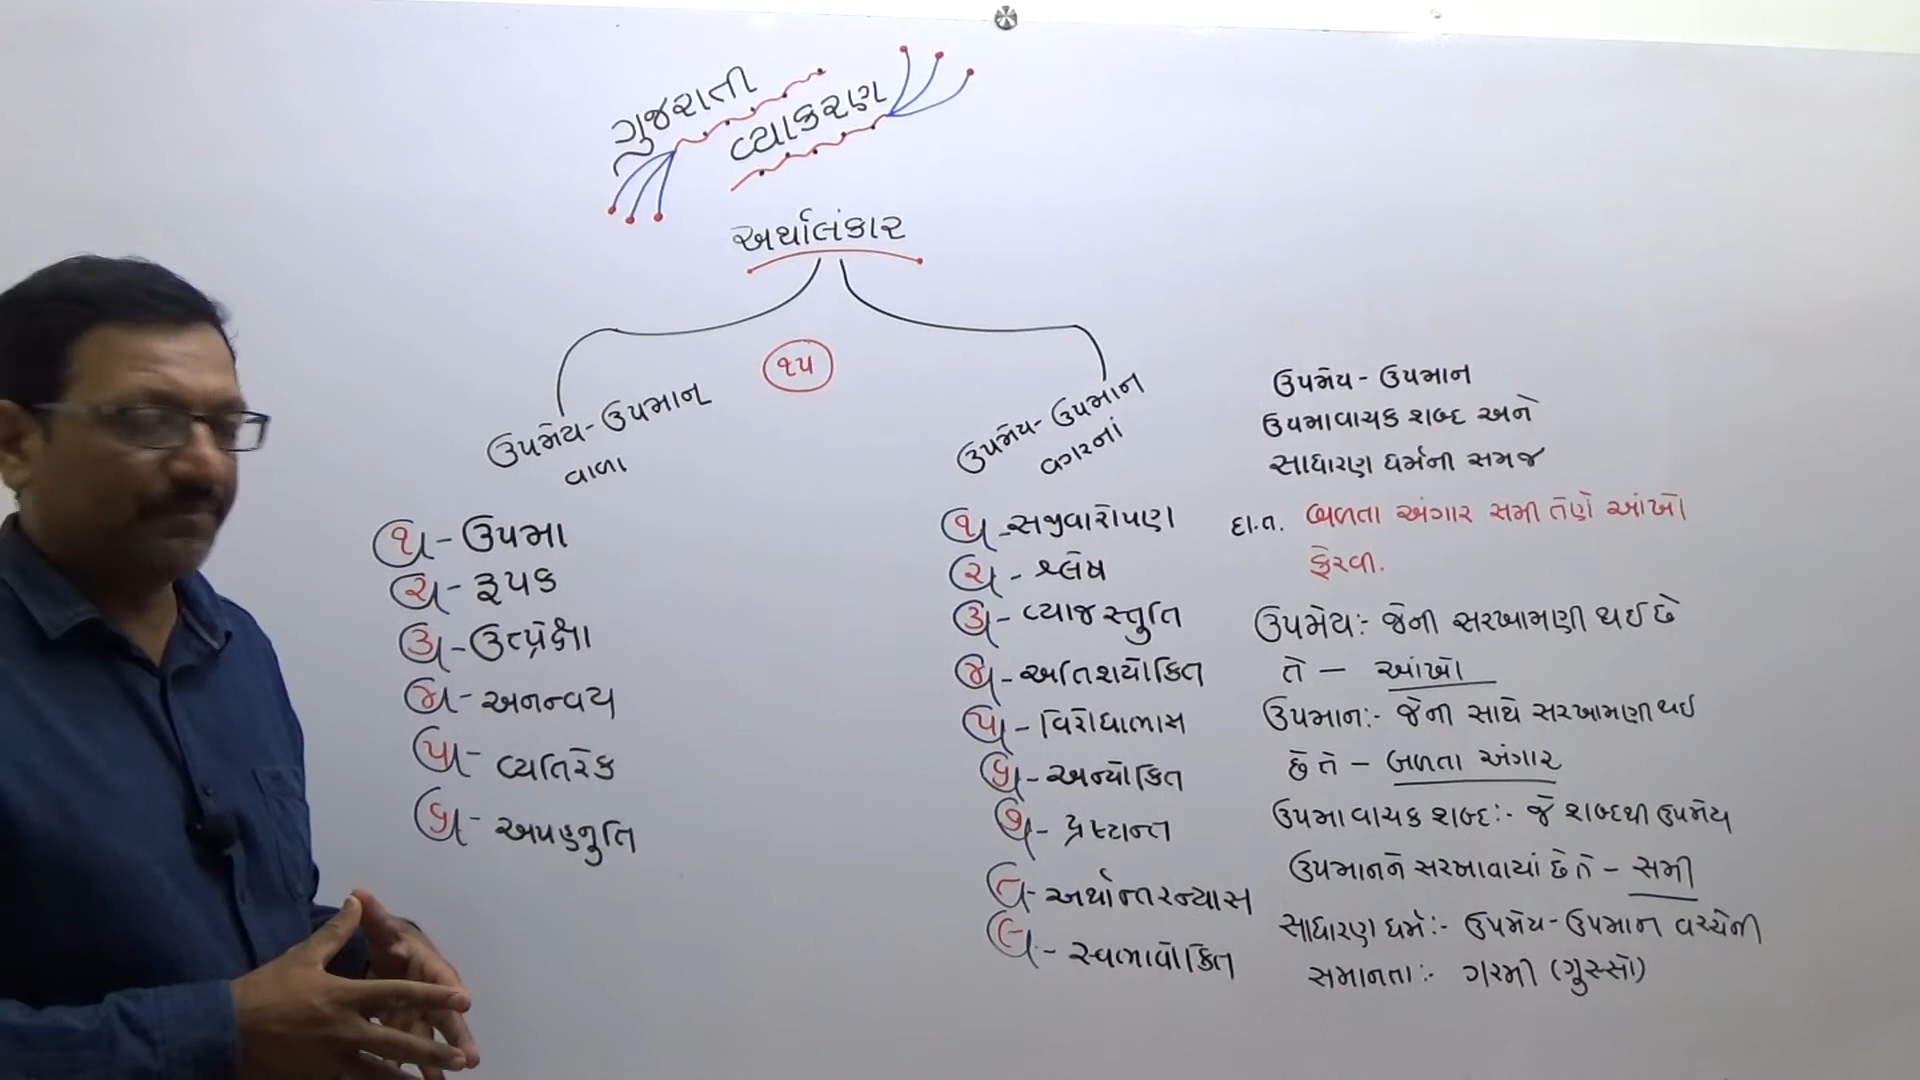 ગુજરાતી
વ્યાકરણ
અર્થાલંકાર
૧૫
ઉપમેય-ઉપમાન
વાળા
૧ - ઉપમા
૨ - રૂપક
૩ - ઉત્પ્રેક્ષા
૪ - અનન્વય
૫ - વ્યતિરેક
૬ - અપહ્નુતિ
ઉપમેય-ઉપમાન
વગરનાં
૧ - સજીવારોપણ
૨ - શ્લેષ
૩ - વ્યાજસ્તુતિ
૪ - અતિશયોકિત
૫ - વિરોધાભાસ
૬ - અન્યોકિત
૭ - દ્રષ્ટાન્ત
૮ - અર્થાન્તરન્યાસ
૯ - સ્વભાવોકિત
ઉપમેય - ઉપમાન
ઉપમાવાચક શબ્દ અને
સાધારણ ધર્મની સમજ
દા.ત. બળતા અંગાર સમી તેણે આંખો
ફેરવી.
ઉપમેય:- જેની સરખામણી થઈ છે
તે - આંખો
ઉપમાન:- જેની સાથે સરખામણી થઈ
છે તે - બળતા અંગાર
ઉપમાવાચક શબ્દ:- જે શબ્દથી ઉપમેય
ઉપમાનને સરખાવાયાં છે તે - સમી
સાધારણ ધર્મ:- ઉપમેય-ઉપમાન વચ્ચેની
સમાનતા:- ગરમી (ગુસ્સો)